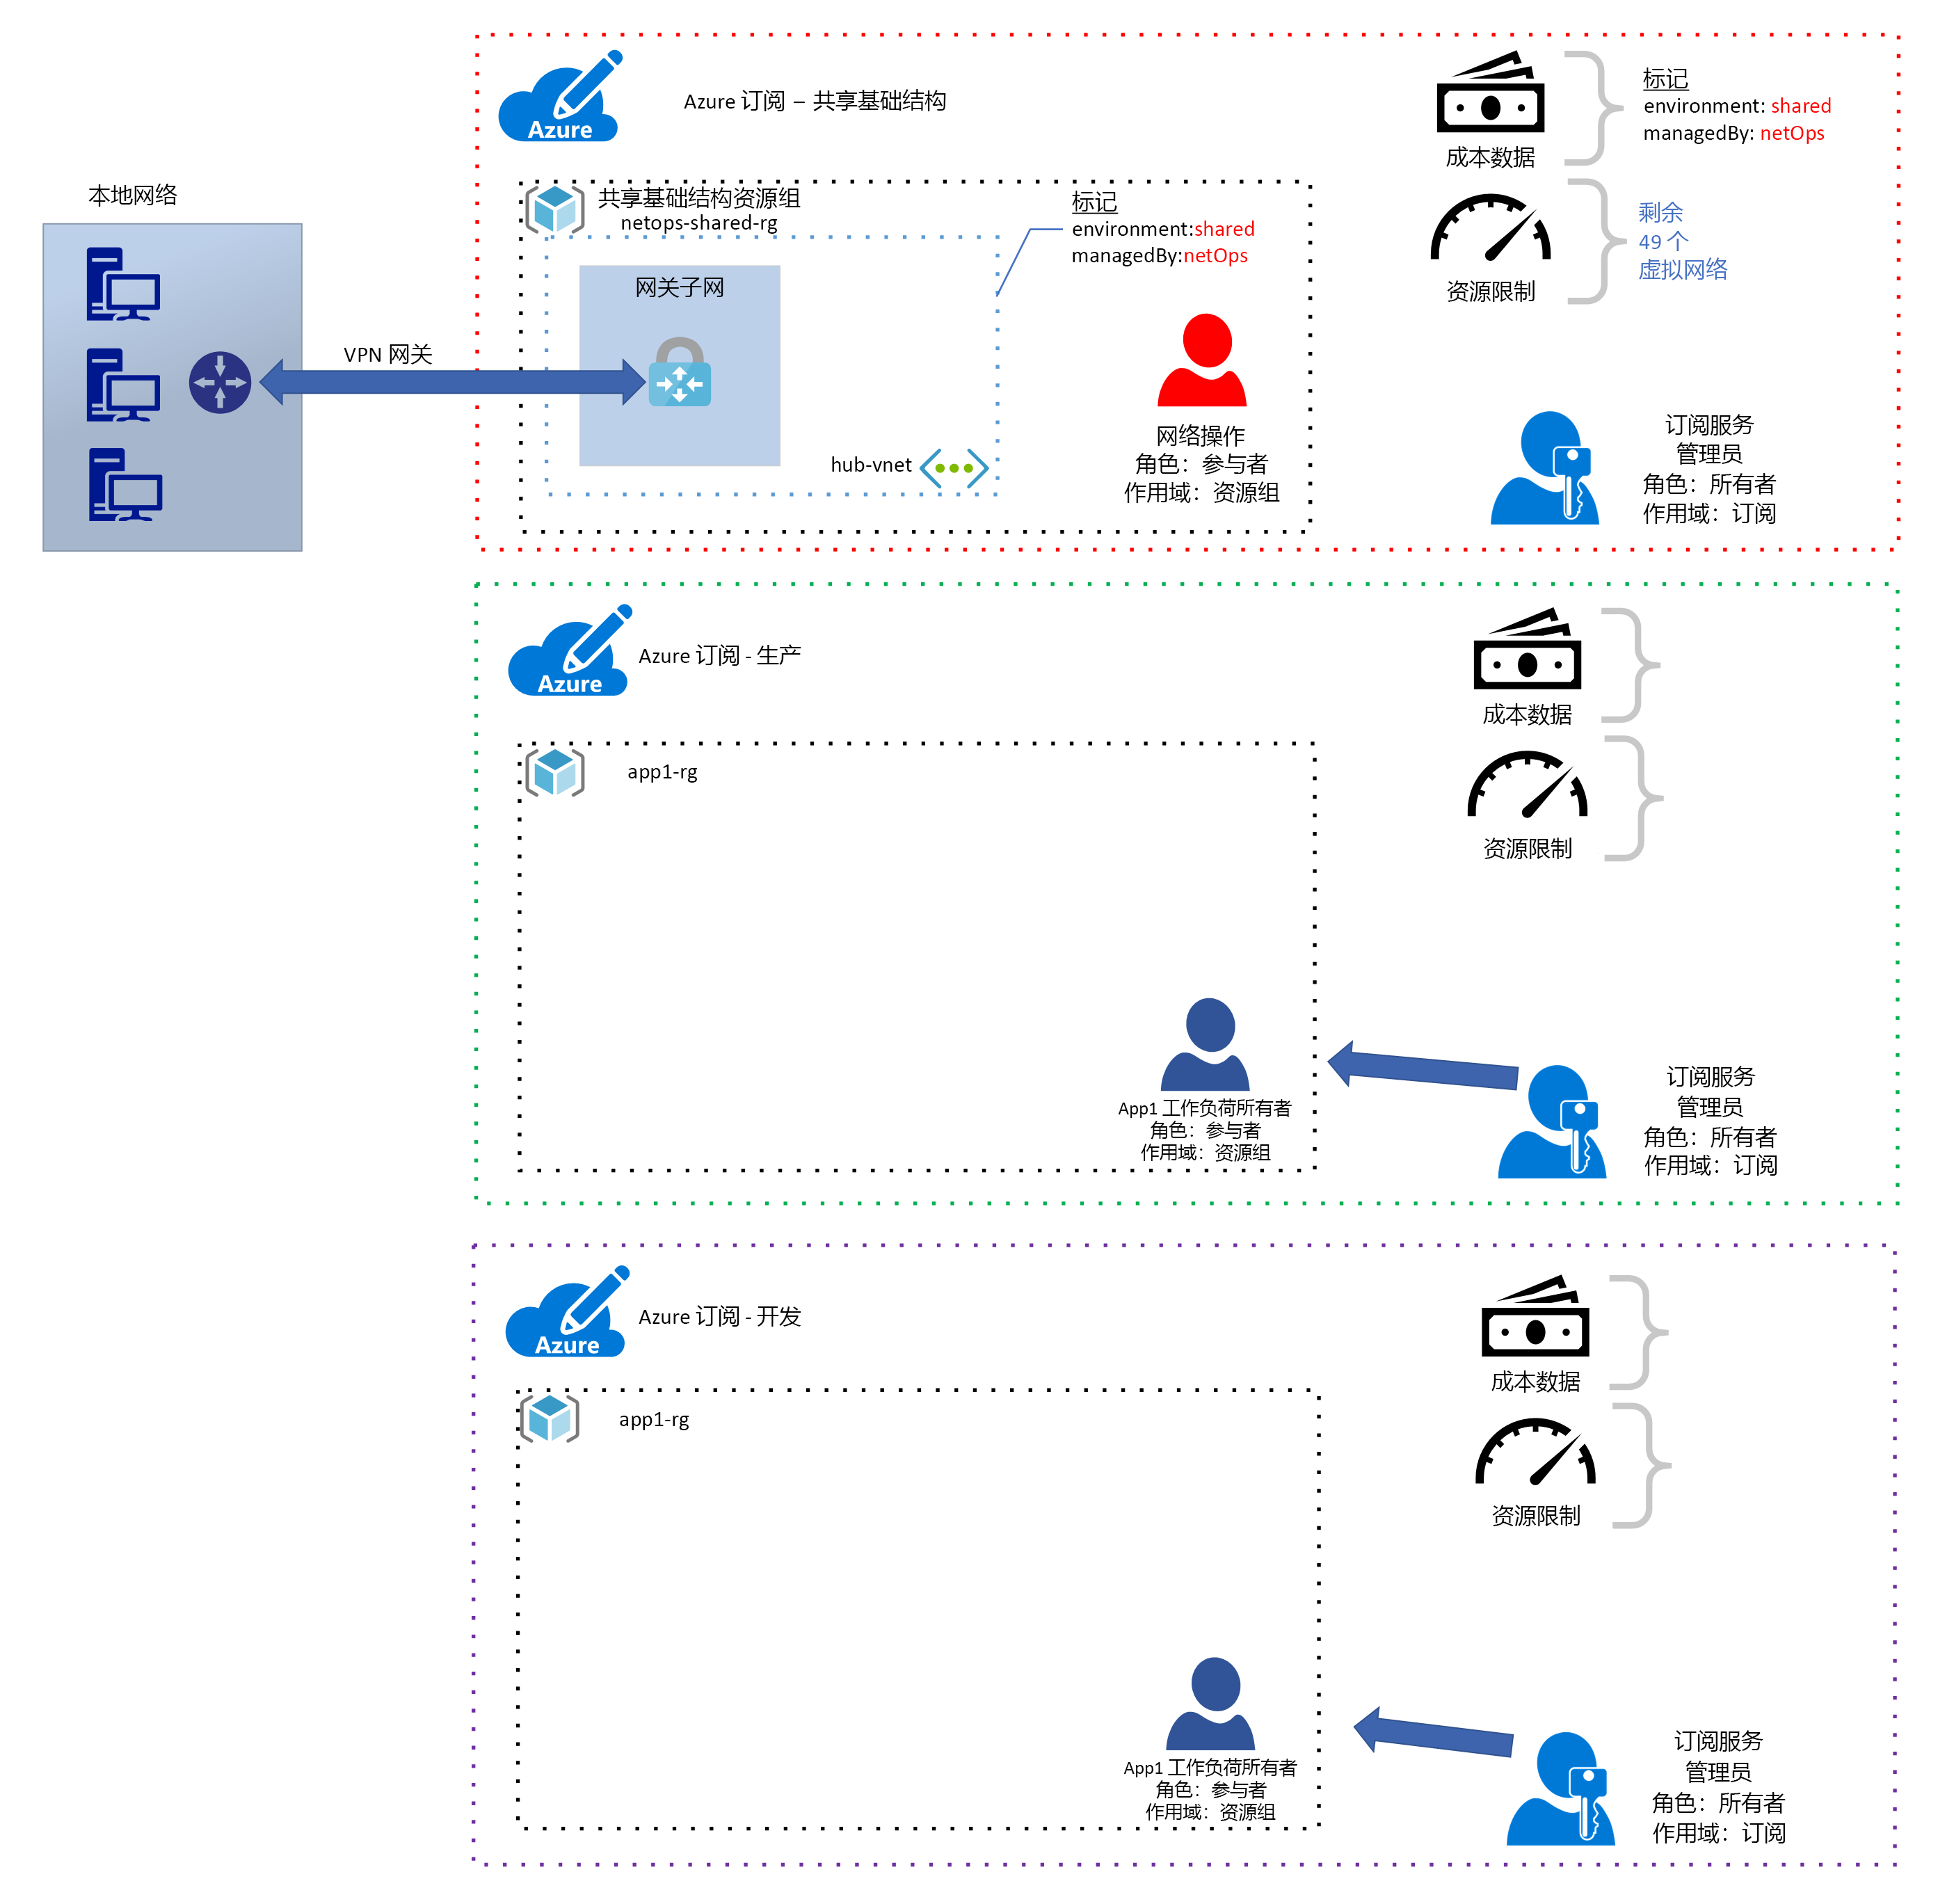 Azure
Azure 订阅 – 共享基础结构
成本数据
标记
environment: shared
managedBy: netOps
本地网络
共享基础结构资源组
netops-shared-rg
标记
environment:shared
managedBy:netOps
资源限制
剩余
49 个
虚拟网络
网关子网
VPN 网关
hub-vnet
网络操作
角色：参与者
作用域：资源组
订阅服务
管理员
角色：所有者
作用域：订阅
Azure
Azure 订阅 - 生产
成本数据
app1-rg
资源限制
App1 工作负荷所有者
角色：参与者
作用域：资源组
订阅服务
管理员
角色：所有者
作用域：订阅
Azure
Azure 订阅 - 开发
成本数据
app1-rg
资源限制
App1 工作负荷所有者
角色：参与者
作用域：资源组
订阅服务
管理员
角色：所有者
作用域：订阅